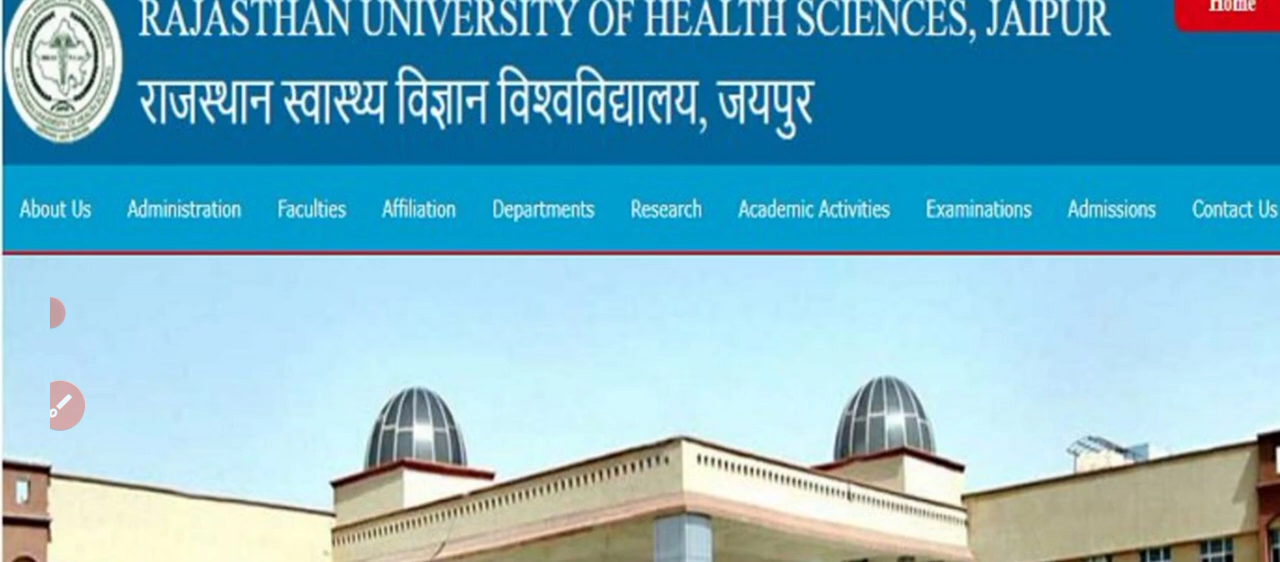 Home
RAJASTHAN UNIVERSITY OF HEALTH SCIENCES, JAIPUR
राजस्थान स्वास्थ्य विज्ञान विश्वविद्यालय, जयपुर
About Us Administration Faculties Affiliation Departments Research Academic Activities Examinations Admissions Contact Us